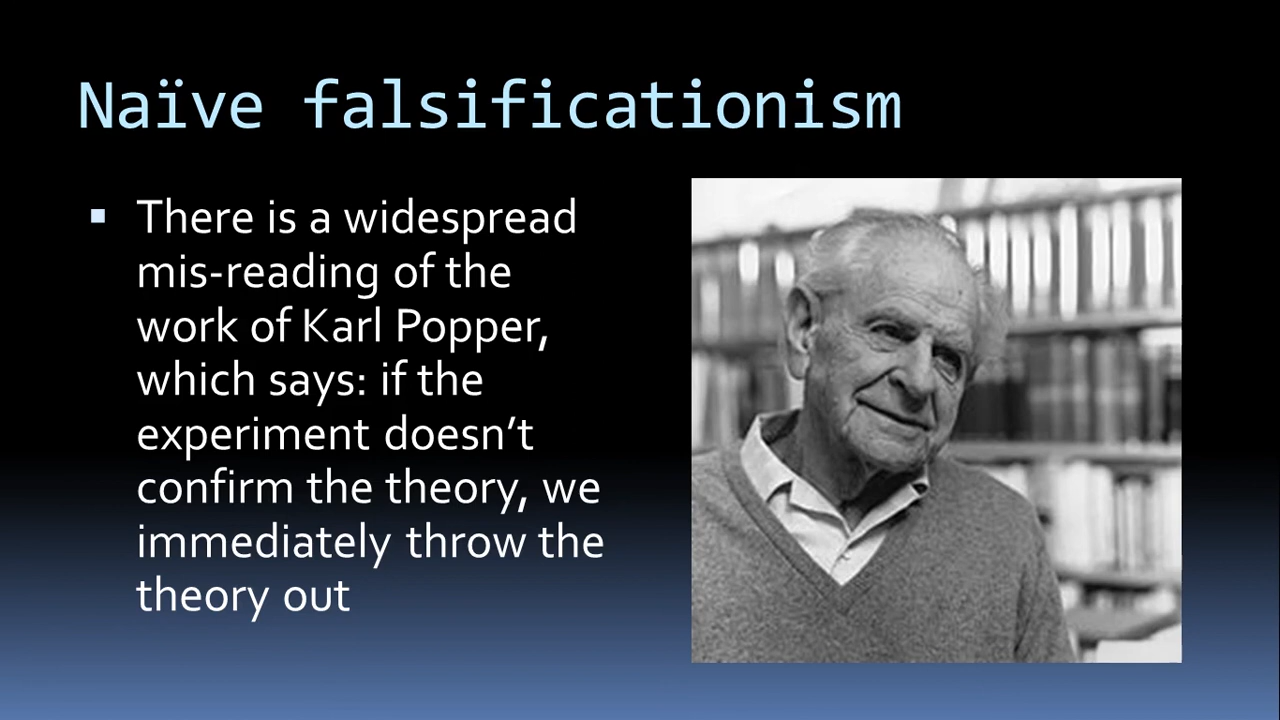 Naïve falsificationism
There is a widespread
mis-reading of the
work of Karl Popper,
which says: if the
experiment doesn’t
confirm the theory, we
immediately throw the
theory out